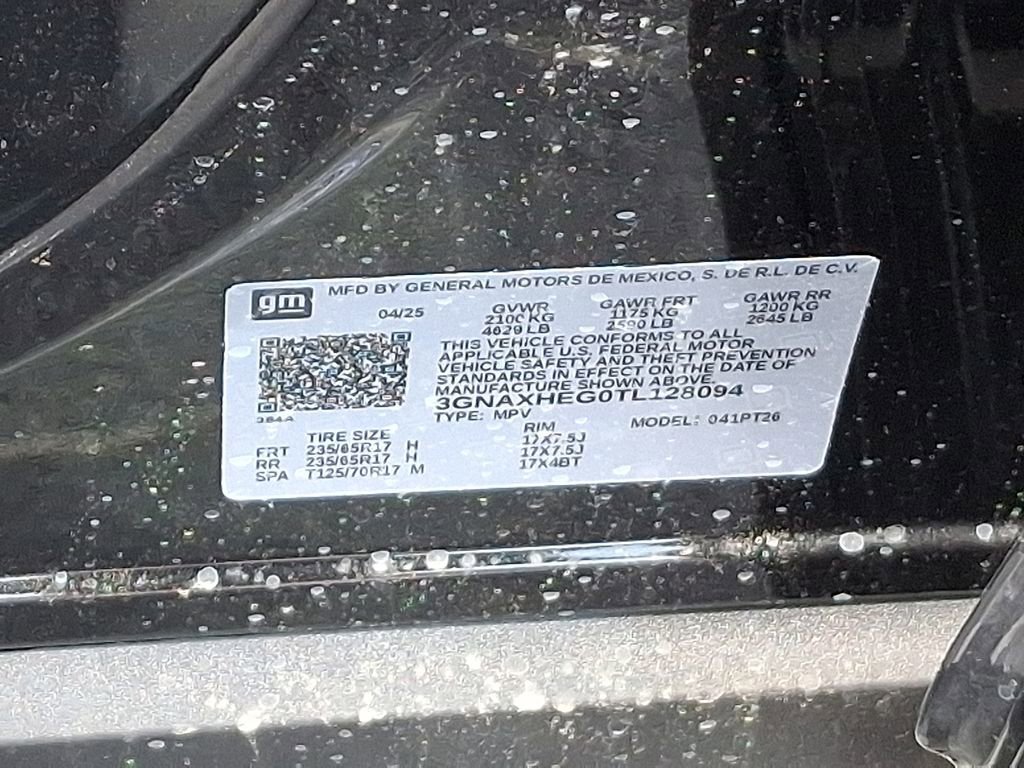 gm
MFD BY GENERAL MOTORS DE MEXICO, S. DE R.L. DE C.V.
04/25 GVWR GAWR FRT GAWR RR
2100 KG 1175 KG 1200 KG
4629 LB 2590 LB 2645 LB
THIS VEHICLE CONFORMS TO ALL
APPLICABLE U.S. FEDERAL MOTOR
VEHICLE SAFETY AND THEFT PREVENTION
STANDARDS IN EFFECT ON THE DATE OF
MANUFACTURE SHOWN ABOVE.
3GNAXHEG0TL128094
TYPE: MPV MODEL: 041PT26
TIRE SIZE RIM
FRT 235/65R17 H 17X7.5J
RR 235/65R17 H 17X7.5J
SPA T125/70R17 M 17X4BT